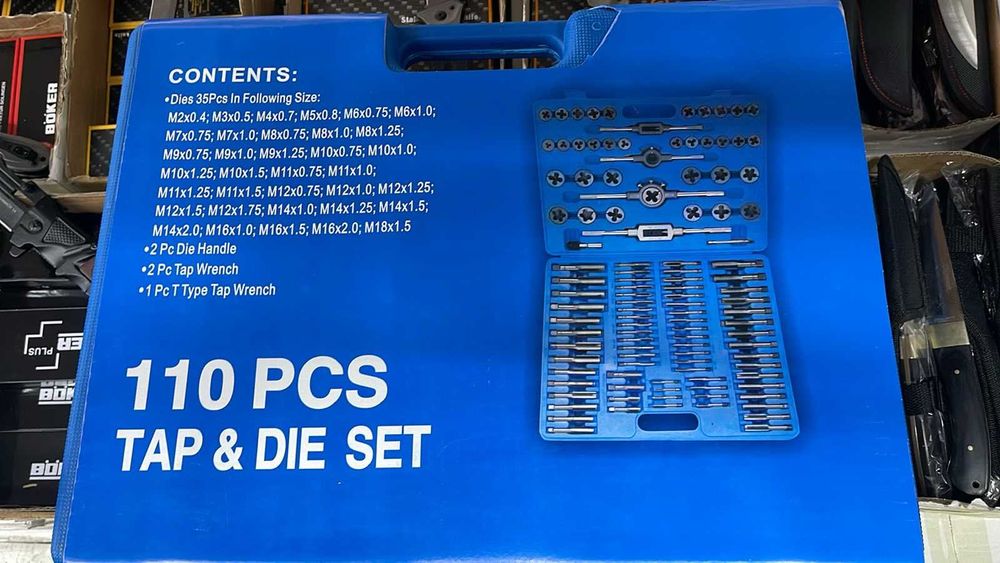 CONTENTS:
•Dies 35Pcs In Following Size:
M2x0.4; M3x0.5; M4x0.7; M5x0.8; M6x0.75; M6x1.0;
M7x0.75; M7x1.0; M8x0.75; M8x1.0; M8x1.25;
M9x0.75; M9x1.0; M9x1.25; M10x0.75; M10x1.0;
M10x1.25; M10x1.5; M11x0.75; M11x1.0;
M11x1.25; M11x1.5; M12x0.75; M12x1.0; M12x1.25;
M12x1.5; M12x1.75; M14x1.0; M14x1.25; M14x1.5;
M14x2.0; M16x1.0; M16x1.5; M16x2.0; M18x1.5
•2 Pc Die Handle
•2 Pc Tap Wrench
•1 Pc T Type Tap Wrench
110 PCS
TAP & DIE SET
BÖKER
PLUS
BÖKER